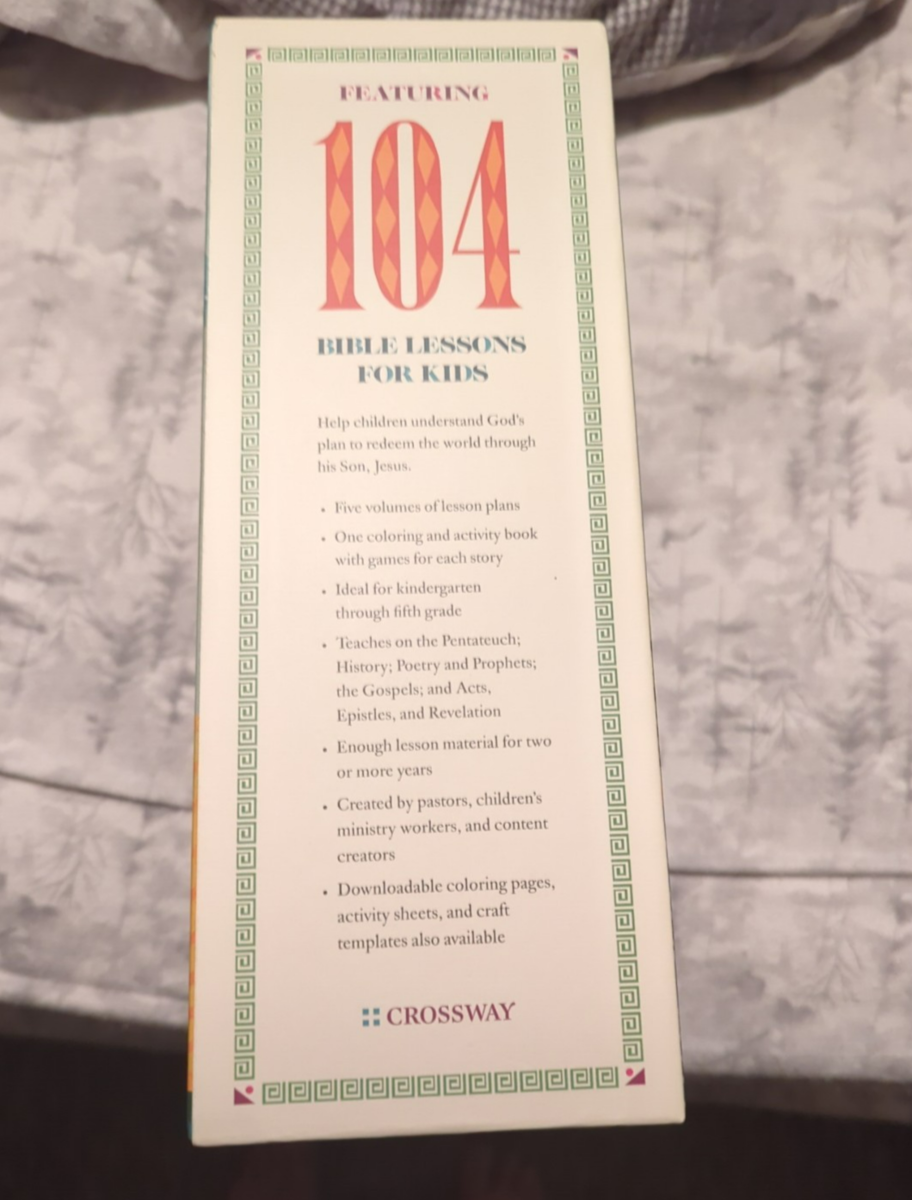 FEATURING
104
BIBLE LESSONS
FOR KIDS
Help children understand God's
plan to redeem the world through
his Son, Jesus.
• Five volumes of lesson plans
• One coloring and activity book
with games for each story
• Ideal for kindergarten
through fifth grade
• Teaches on the Pentateuch;
History; Poetry and Prophets;
the Gospels; and Acts,
Epistles, and Revelation
• Enough lesson material for two
or more years
• Created by pastors, children's
ministry workers, and content
creators
• Downloadable coloring pages,
activity sheets, and craft
templates also available
CROSSWAY